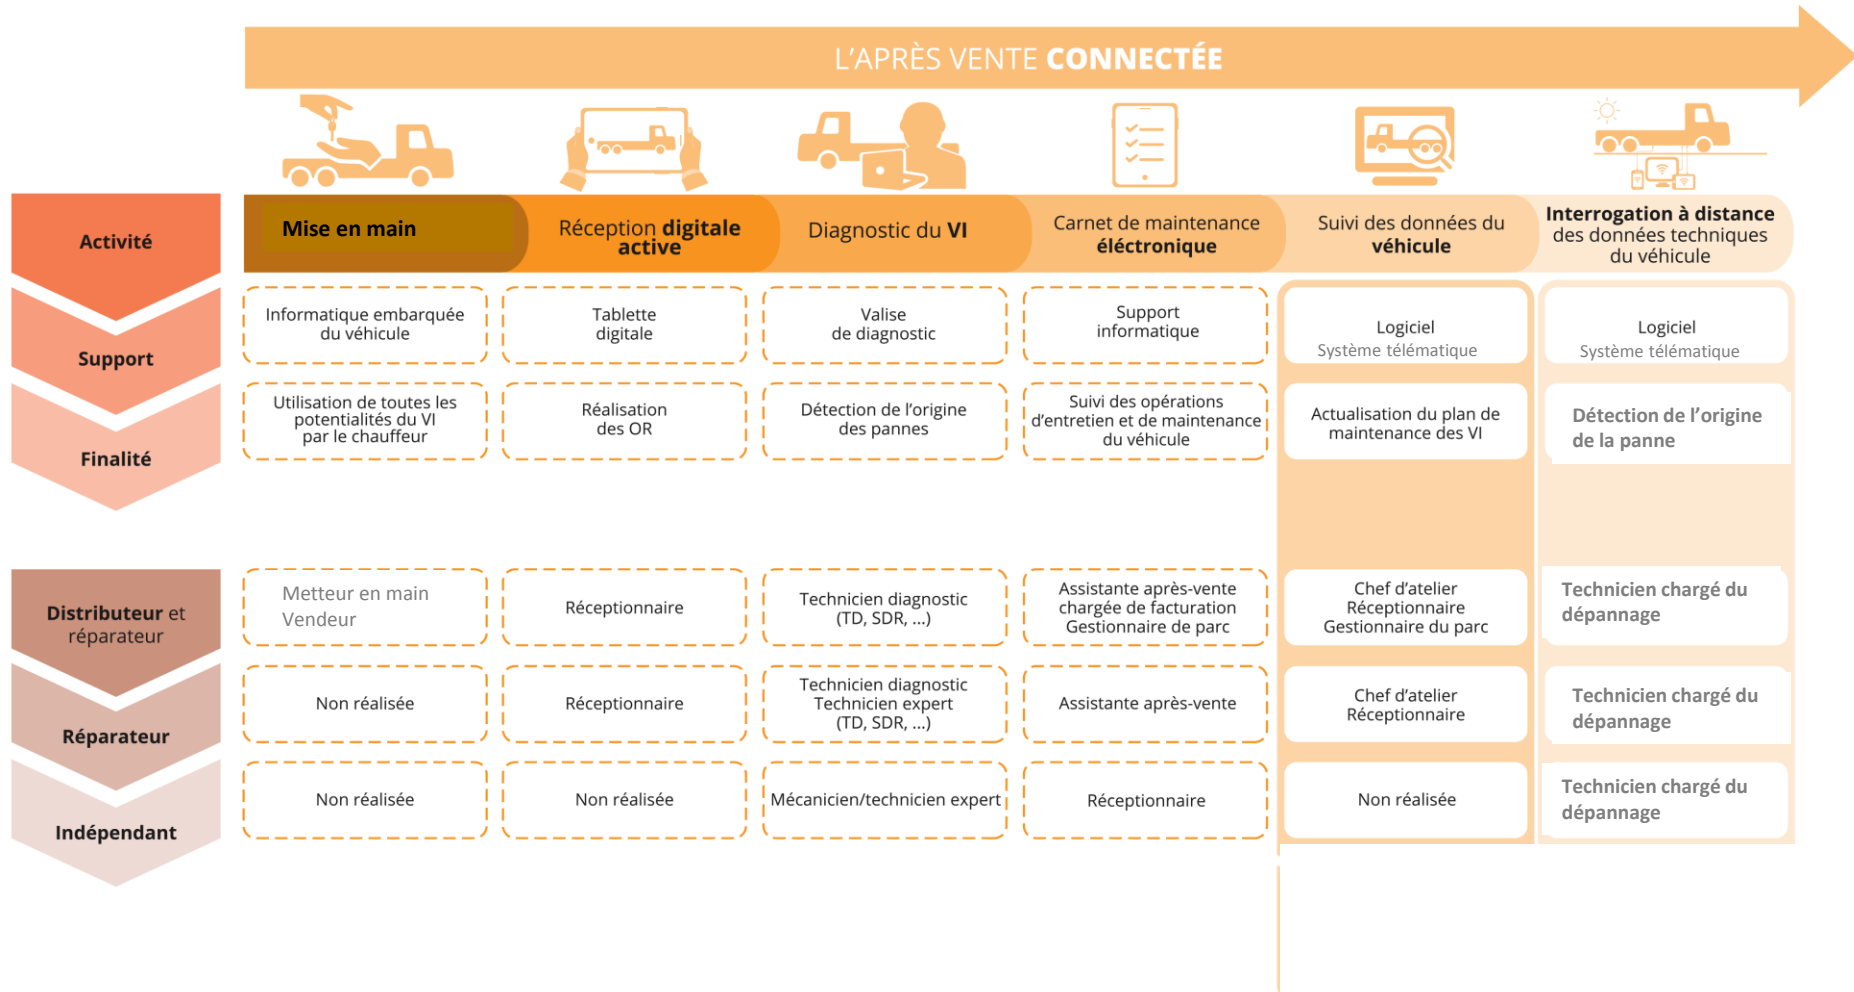 L'APRÈS VENTE CONNECTÉE
Activité
Mise en main
Réception digitale
active
Diagnostic du VI
Carnet de maintenance
éléctronique
Suivi des données du
véhicule
Interrogation à distance
des données techniques
du véhicule
Support
Informatique embarquée
du véhicule
Tablette
digitale
Valise
de diagnostic
Support
informatique
Logiciel
Système télématique
Logiciel
Système télématique
Finalité
Utilisation de toutes les
potentialités du VI
par le chauffeur
Réalisation
des OR
Détection de l'origine
des pannes
Suivi des opérations
d'entretien et de maintenance
du véhicule
Actualisation du plan de
maintenance des VI
Détection de l'origine
de la panne
Distributeur et
réparateur
Metteur en main
Vendeur
Réceptionnaire
Technicien diagnostic
(TD, SDR, ...)
Assistante après-vente
chargée de facturation
Gestionnaire de parc
Chef d'atelier
Réceptionnaire
Gestionnaire du parc
Technicien chargé du
dépannage
Réparateur
Non réalisée
Réceptionnaire
Technicien diagnostic
Technicien expert
(TD, SDR, ...)
Assistante après-vente
Chef d'atelier
Réceptionnaire
Technicien chargé du
dépannage
Indépendant
Non réalisée
Non réalisée
Mécanicien/technicien expert
Réceptionnaire
Non réalisée
Technicien chargé du
dépannage